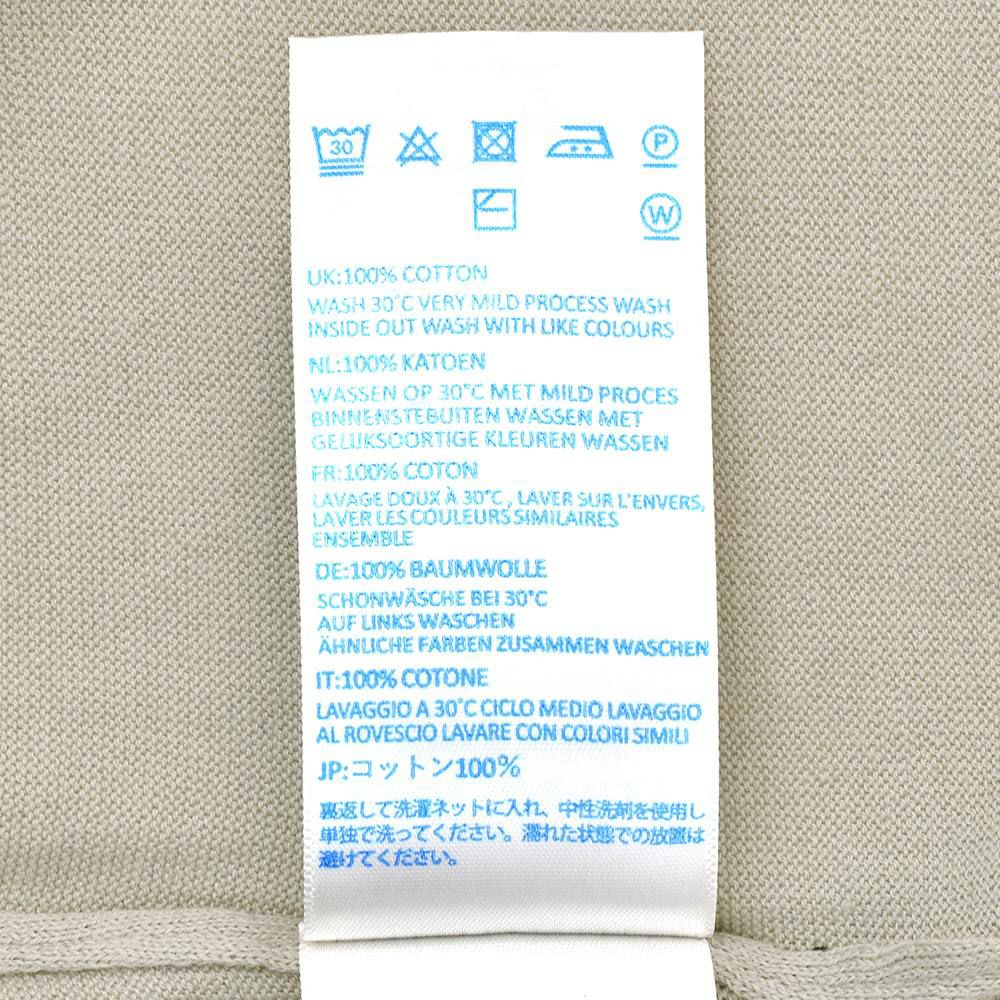 30
P
W
UK:100% COTTON
WASH 30°C VERY MILD PROCESS WASH
INSIDE OUT WASH WITH LIKE COLOURS
NL:100% KATOEN
WASSEN OP 30°C MET MILD PROCES
BINNENSTEBUITEN WASSEN MET
GELIJKSOORTIGE KLEUREN WASSEN
FR:100% COTON
LAVAGE DOUX À 30°C , LAVER SUR L'ENVERS,
LAVER LES COULEURS SIMILAIRES
ENSEMBLE
DE:100% BAUMWOLLE
SCHONWÄSCHE BEI 30°C
AUF LINKS WASCHEN
ÄHNLICHE FARBEN ZUSAMMEN WASCHEN
IT:100% COTONE
LAVAGGIO A 30°C CICLO MEDIO LAVAGGIO
AL ROVESCIO LAVARE CON COLORI SIMILI
JP:コットン100%
裏返して洗濯ネットに入れ、中性洗剤を使用し
単独で洗ってください。濡れた状態での放置は
避けてください。